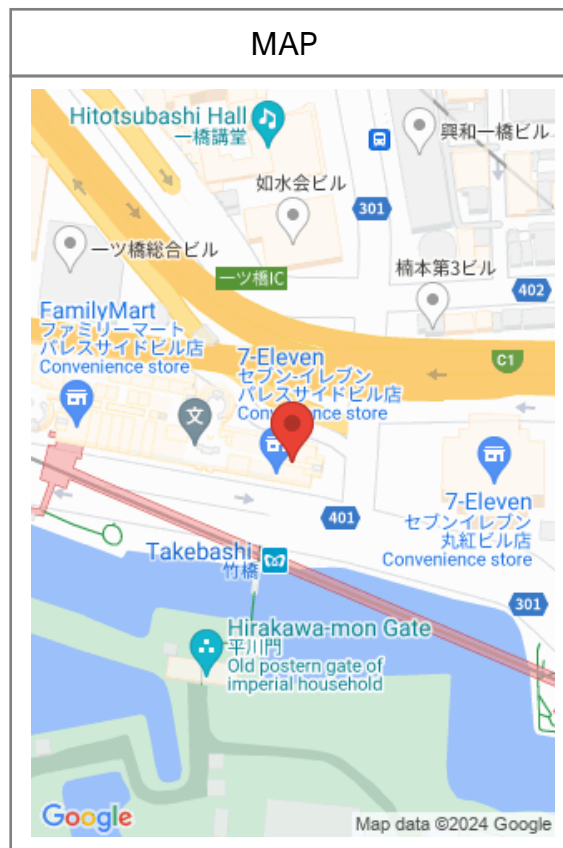 MAP
Hitotsubashi Hall
一橋講堂
興和一橋ビル
如水会ビル
301
一ツ橋総合ビル
一ツ橋IC
楠本第3ビル
402
FamilyMart
ファミリーマート
パレスサイドビル店
Convenience store
7-Eleven
セブン-イレブン
パレスサイドビル店
Convenience store
C1
文
7-Eleven
セブンイレブン
丸紅ビル店
Convenience store
401
Takebashi
竹橋
301
Hirakawa-mon Gate
平川門
Old postern gate of
imperial household
Google
Map data ©2024 Google